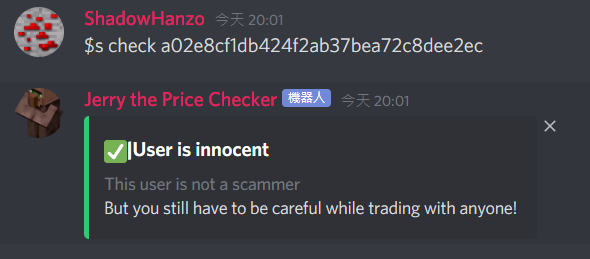 ShadowHanzo 今天 20:01
$s check a02e8cf1db424f2ab37bea72c8dee2ec
Jerry the Price Checker 機器人 今天 20:01
✅|User is innocent
This user is not a scammer
But you still have to be careful while trading with anyone!